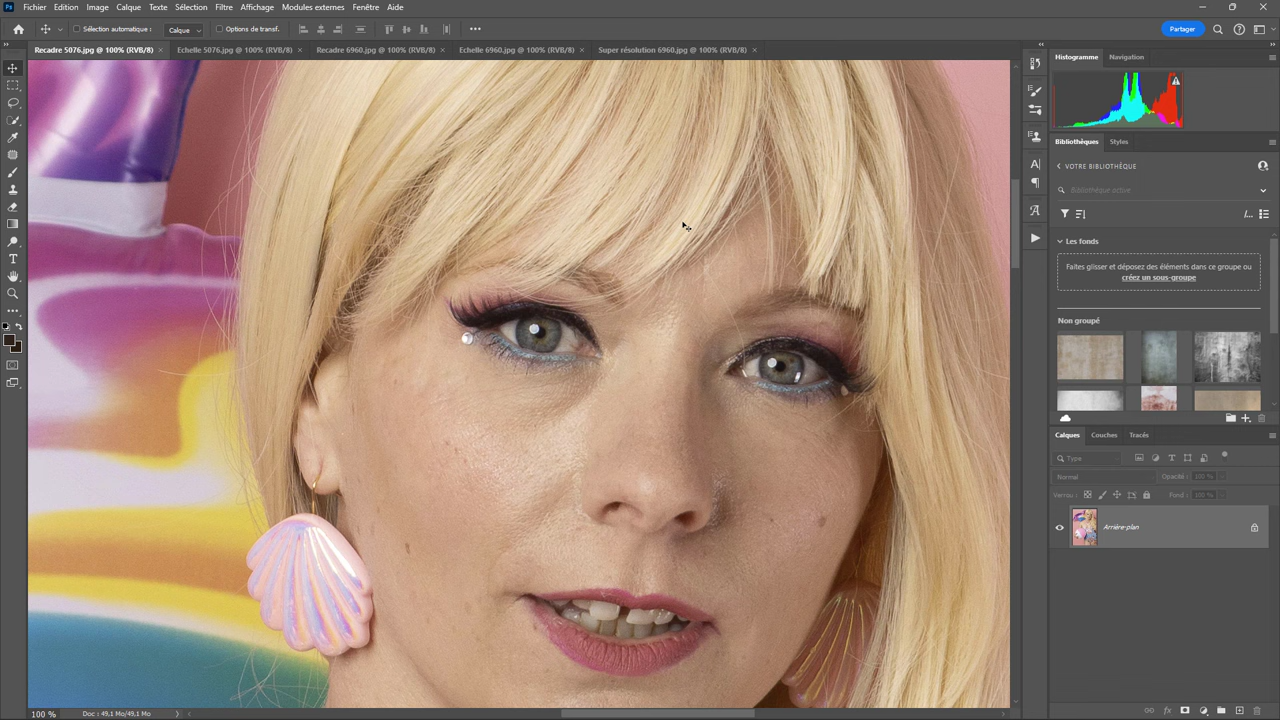 Ps Fichier Edition Image Calque Texte Sélection Filtre Affichage Modules externes Fenêtre Aide
Sélection automatique : Calque Options de transf. Partager
Recadre 5076.jpg @ 100% (RVB/8) Echelle 5076.jpg @ 100% (RVB/8) Recadre 6960.jpg @ 100% (RVB/8) Echelle 6960.jpg @ 100% (RVB/8) Super résolution 6960.jpg @ 100% (RVB/8)
Histogramme Navigation
Bibliothèques Styles
VOTRE BIBLIOTHÈQUE
Bibliothèque active
Les fonds
Faites glisser et déposez des éléments dans ce groupe ou
créez un sous-groupe
Non groupé
Calques Couches Tracés
Type
Normal Opacité : 100 %
Verrou : Fond : 100 %
Arrière-plan
100 % Doc : 49,1 Mo/49,1 Mo